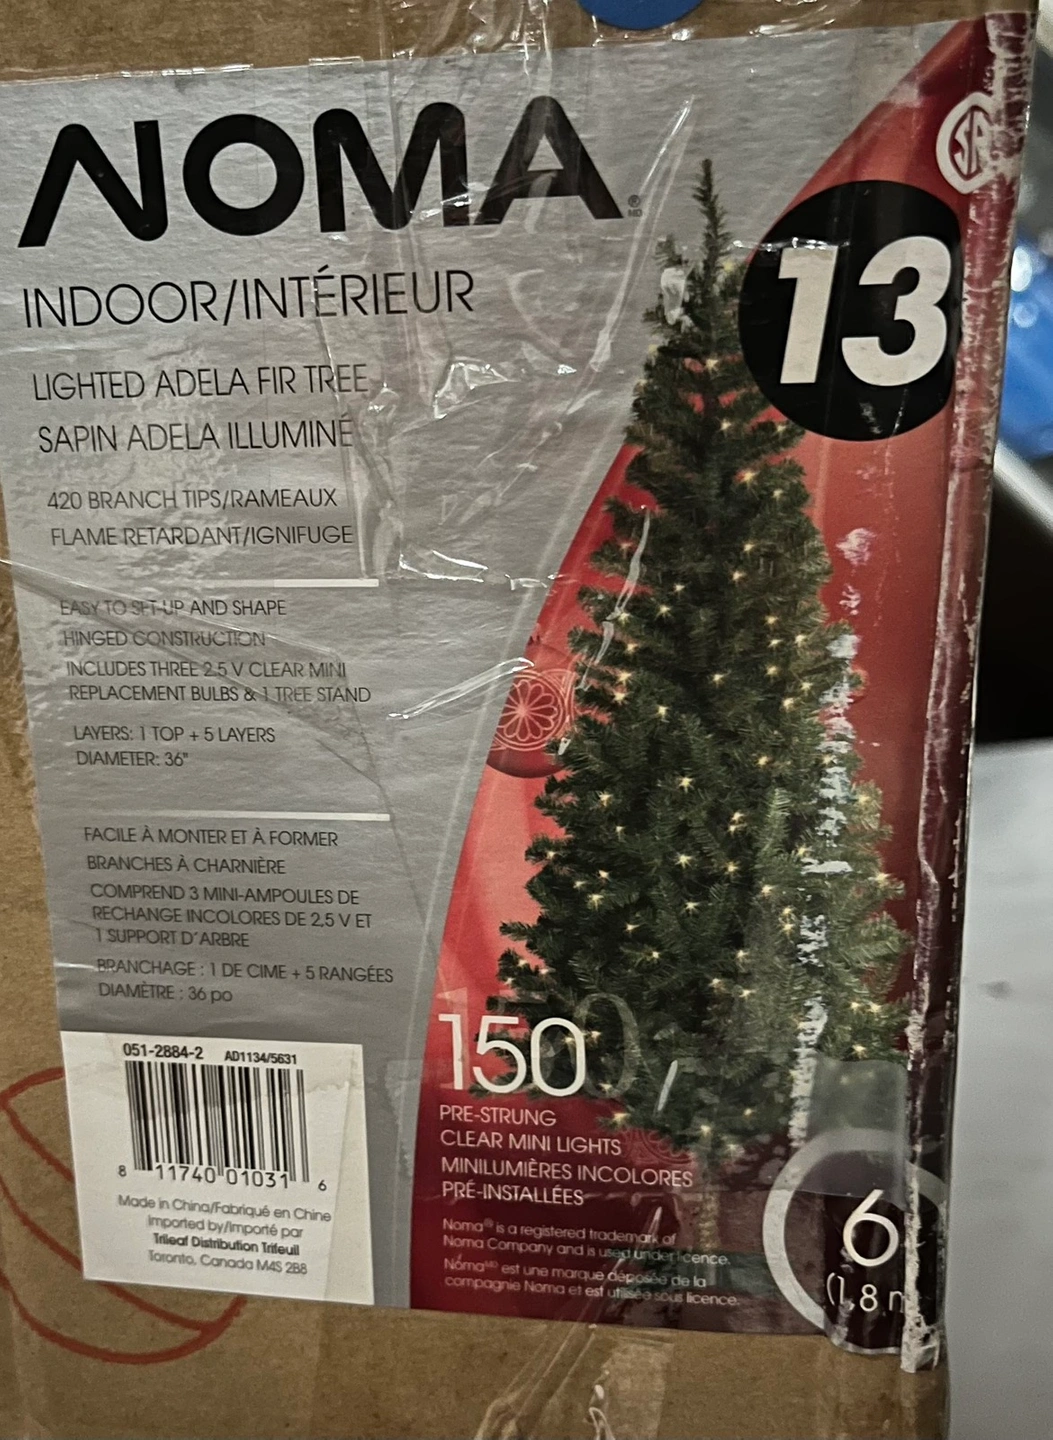 NOMA®
MD
INDOOR/INTÉRIEUR
LIGHTED ADELA FIR TREE
SAPIN ADELA ILLUMINÉ
420 BRANCH TIPS/RAMEAUX
FLAME RETARDANT/IGNIFUGE
EASY TO SET-UP AND SHAPE
HINGED CONSTRUCTION
INCLUDES THREE 2.5 V CLEAR MINI
REPLACEMENT BULBS & 1 TREE STAND
LAYERS: 1 TOP + 5 LAYERS
DIAMETER: 36"
FACILE À MONTER ET À FORMER
BRANCHES À CHARNIÈRE
COMPREND 3 MINI-AMPOULES DE
RECHANGE INCOLORES DE 2,5 V ET
1 SUPPORT D'ARBRE
BRANCHAGE : 1 DE CIME + 5 RANGÉES
DIAMÈTRE : 36 po
051-2884-2 AD1134/5631
8 11740 01031 6
Made in China/Fabriqué en Chine
Imported by/Importé par
Trileaf Distribution Trifeuil
Toronto, Canada M4S 2B8
SA
13
150
PRE-STRUNG
CLEAR MINI LIGHTS
MINILUMIÈRES INCOLORES
PRÉ-INSTALLÉES
Noma® is a registered trademark of
Noma Company and is used under licence.
Noma MD est une marque déposée de la
compagnie Noma et est utilisée sous licence.
6
(1,8